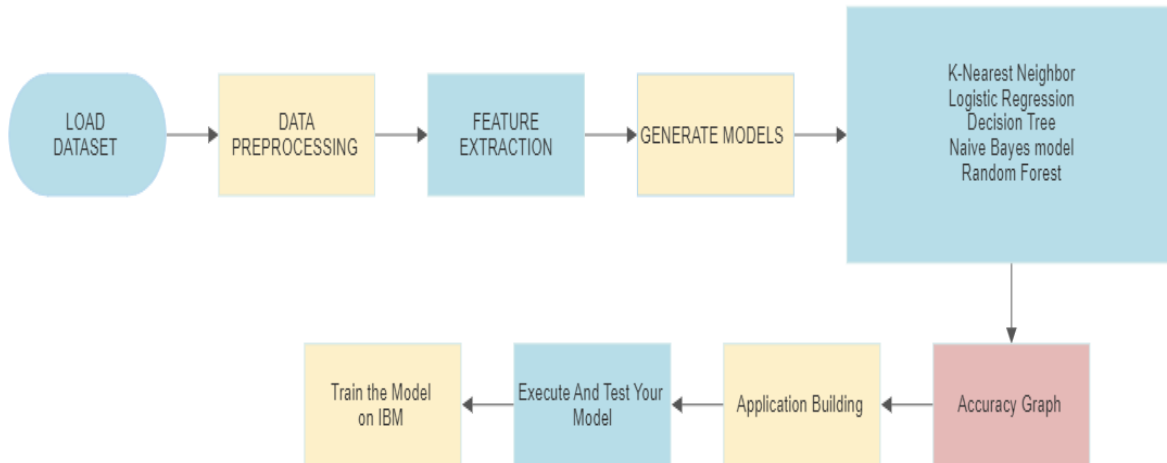 LOAD
DATASET
DATA
PREPROCESSING
FEATURE
EXTRACTION
GENERATE MODELS
K-Nearest Neighbor
Logistic Regression
Decision Tree
Naive Bayes model
Random Forest
Accuracy Graph
Application Building
Execute And Test Your
Model
Train the Model
on IBM